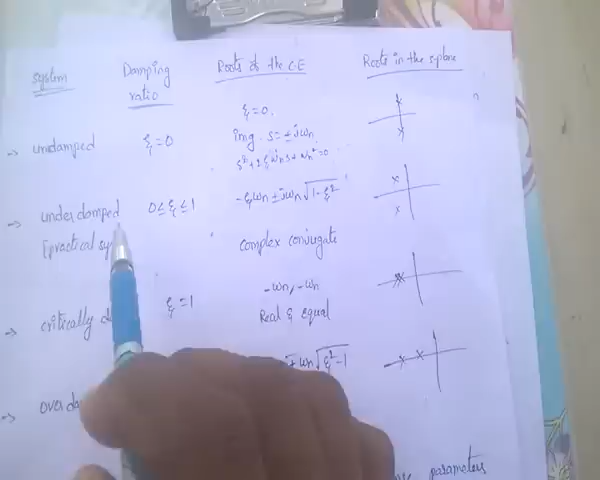 System Damping ratio Roots of the C.E Roots in the s plane
ξ=0.
→ undamped ξ=0 img. s=±jωn
s²+2ξωns+ωn²=0
→ underdamped 0≤ξ≤1 -ξωn±jωn√1-ξ²
[practical sy complex conjugate
→ critically d ξ=1 -ωn,-ωn
Real & equal
ωn√ξ²-1
→ overda
parameters